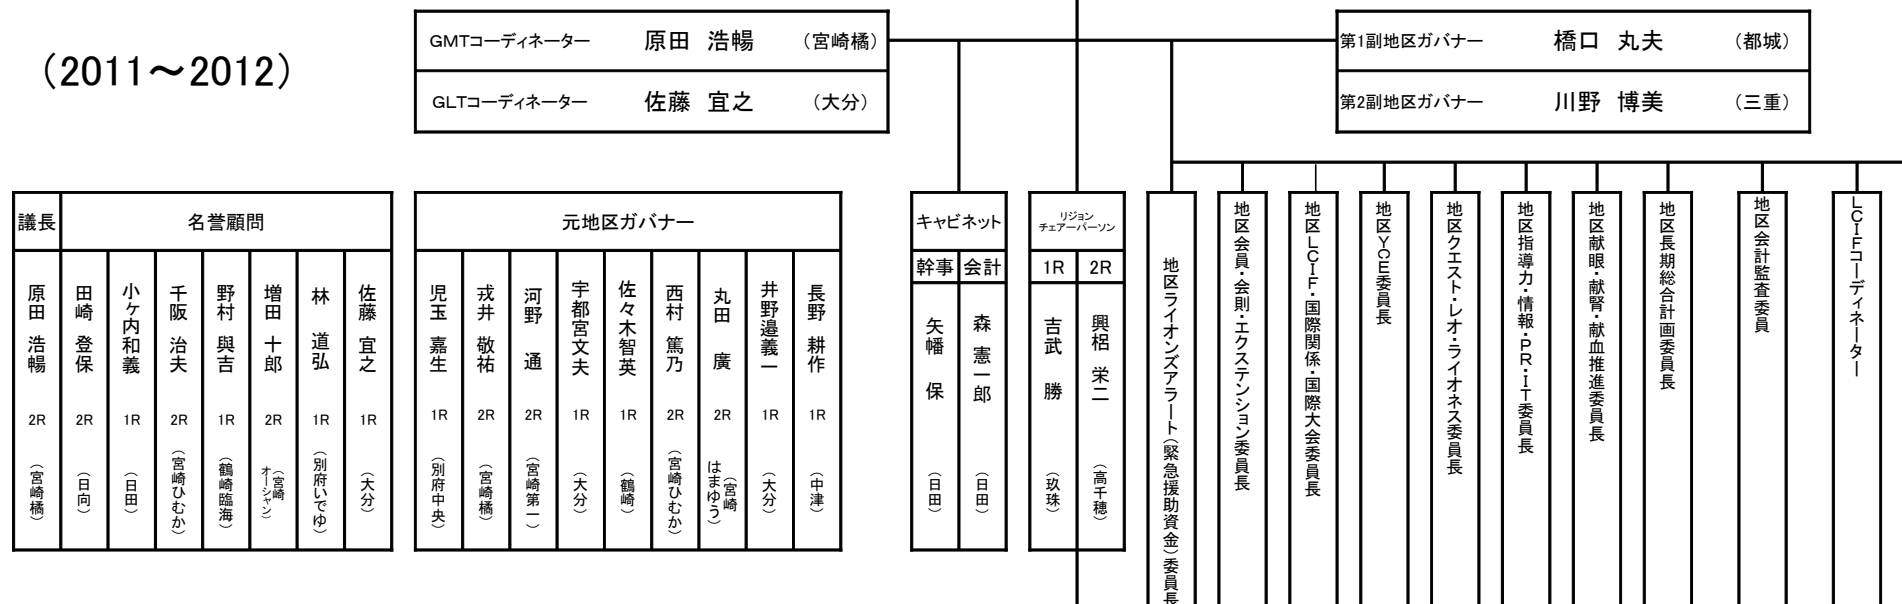 (2011～2012)
GMTコーディネーター 原田 浩暢 (宮崎橘)
GLTコーディネーター 佐藤 宜之 (大分)
第1副地区ガバナー 橋口 丸夫 (都城)
第2副地区ガバナー 川野 博美 (三重)
議長
原田 浩暢 2R (宮崎橘)
名誉顧問
田崎 登保 2R (日向)
小ケ内和義 1R (日田)
千阪 治夫 2R (宮崎ひむか)
野村 與吉 1R (鶴崎臨海)
増田 十郎 2R (宮崎オーシャン)
林 道弘 1R (別府いでゆ)
佐藤 宜之 1R (大分)
元地区ガバナー
児玉 嘉生 1R (別府中央)
戎井 敬祐 2R (宮崎橘)
河野 通 2R (宮崎第一)
宇都宮文夫 1R (大分)
佐々木智英 1R (鶴崎)
西村 篤乃 2R (宮崎ひむか)
丸田 廣 2R (宮崎はまゆう)
井野邉義一 1R (大分)
長野 耕作 1R (中津)
キャビネット
幹事
矢幡 保 (日田)
会計
森 憲一郎 (日田)
リジョン
チェアーパーソン
1R
吉武 勝 (玖珠)
2R
興梠 栄二 (高千穂)
地区ライオンズアラート(緊急援助資金)委員長
地区会員・会則・エクステンション委員長
地区LCIF・国際関係・国際大会委員長
地区YCE委員長
地区クエスト・レオ・ライオネス委員長
地区指導力・情報・PR・IT委員長
地区献眼・献腎・献血推進委員長
地区長期総合計画委員長
地区会計監査委員
LCIFコーディネーター